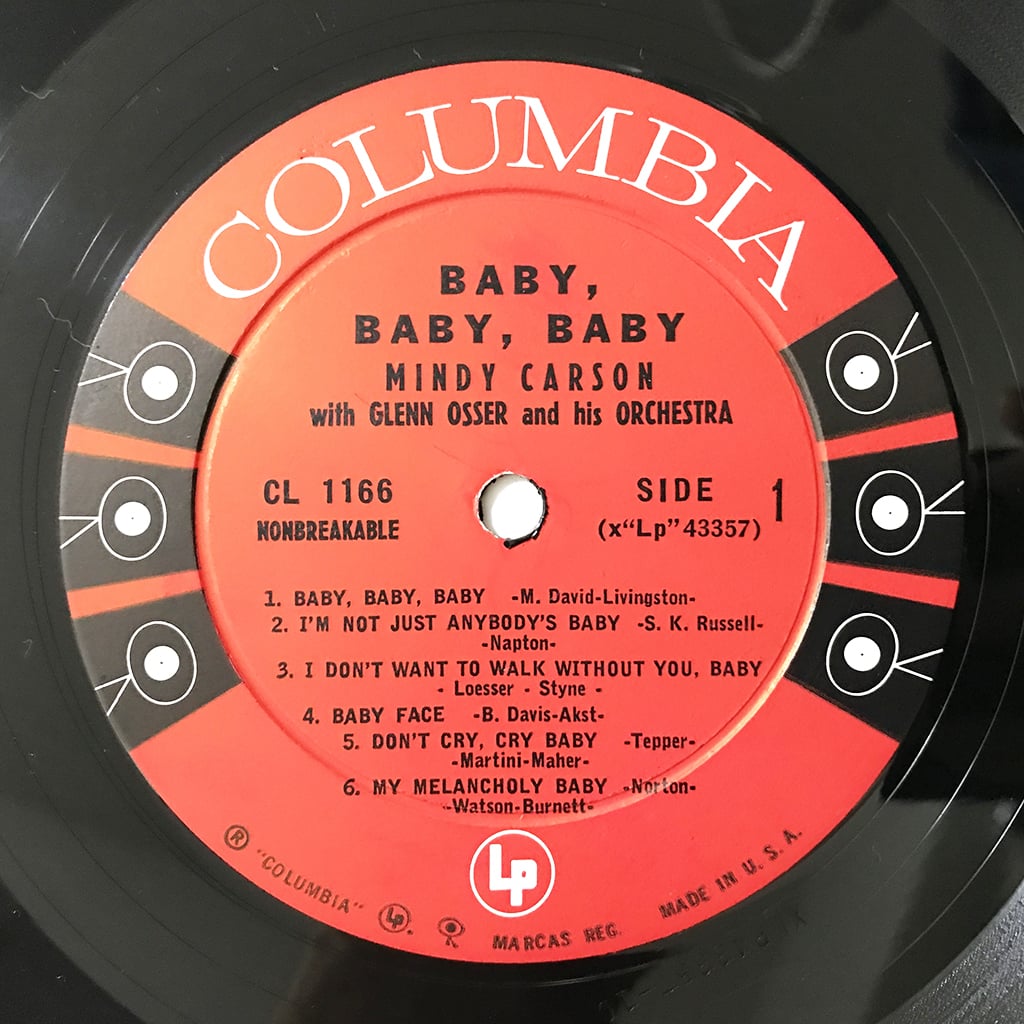 COLUMBIA
BABY,
BABY, BABY
MINDY CARSON
with GLENN OSSER and his ORCHESTRA
CL 1166
NONBREAKABLE
SIDE 1
(x“Lp”43357)
1. BABY, BABY, BABY -M. David-Livingston-
2. I'M NOT JUST ANYBODY'S BABY -S. K. Russell-
-Napton-
3. I DON'T WANT TO WALK WITHOUT YOU, BABY
- Loesser - Styne -
4. BABY FACE -B. Davis-Akst-
5. DON'T CRY, CRY BABY -Tepper-
-Martini-Maher-
6. MY MELANCHOLY BABY -Norton-
-Watson-Burnett-
Lp
® “COLUMBIA” Lp. MARCAS REG. MADE IN U. S. A.